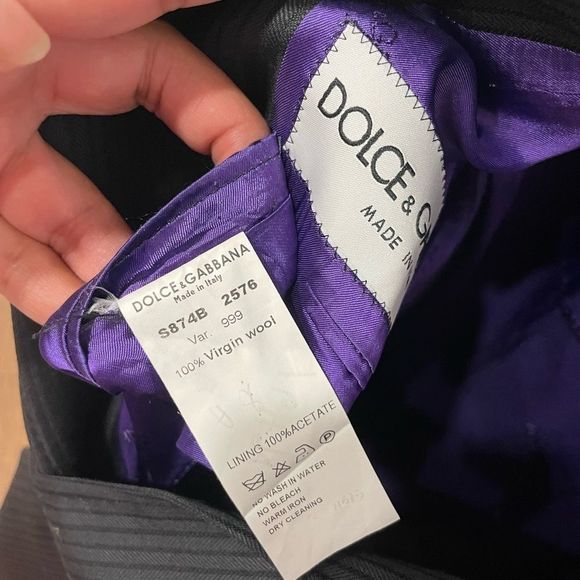 DOLCE & GABBANA
MADE IN
DOLCE&GABBANA
Made in Italy
S874B 2576
Var. 999
100% Virgin wool
LINING 100%ACETATE
NO WASH IN WATER
NO BLEACH
WARM IRON
DRY CLEANING